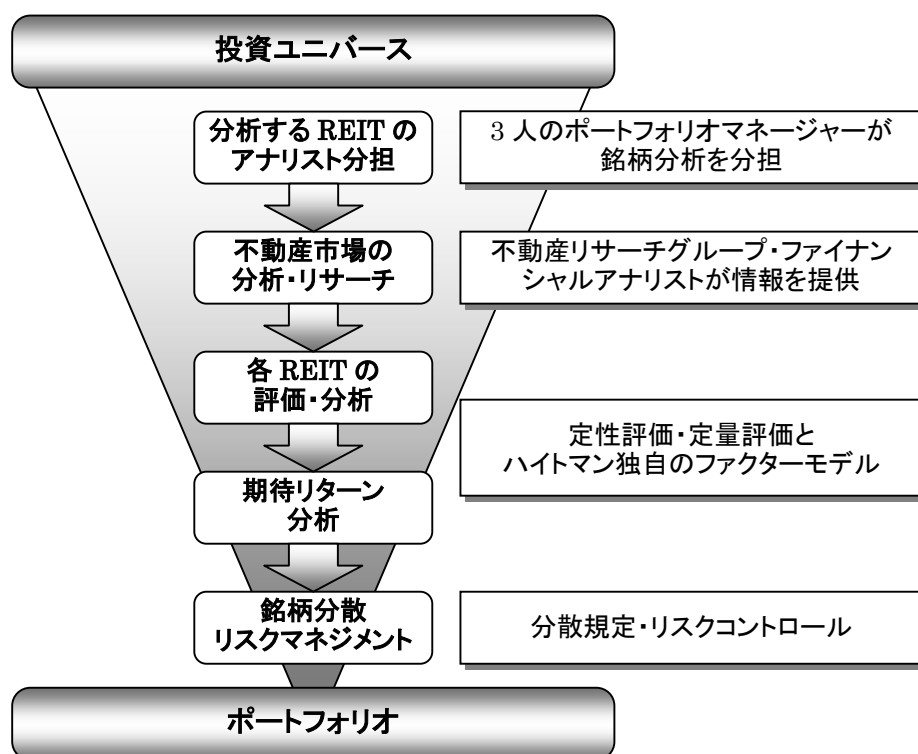 投資ユニバース
分析する REIT の
アナリスト分担
3 人のポートフォリオマネージャーが
銘柄分析を分担
不動産市場の
分析・リサーチ
不動産リサーチグループ・ファイナン
シャルアナリストが情報を提供
各 REIT の
評価・分析
定性評価・定量評価と
ハイトマン独自のファクターモデル
期待リターン
分析
銘柄分散
リスクマネジメント
分散規定・リスクコントロール
ポートフォリオ